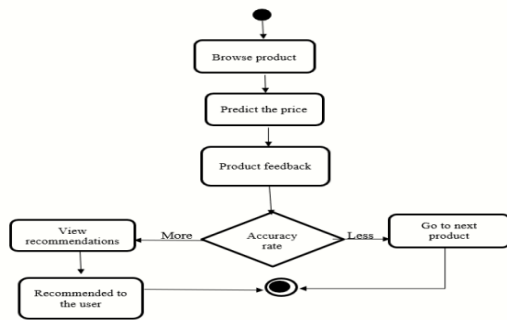 Browse product
Predict the price
Product feedback
View
recommendations
More
Accuracy
rate
Less
Go to next
product
Recommended to
the user